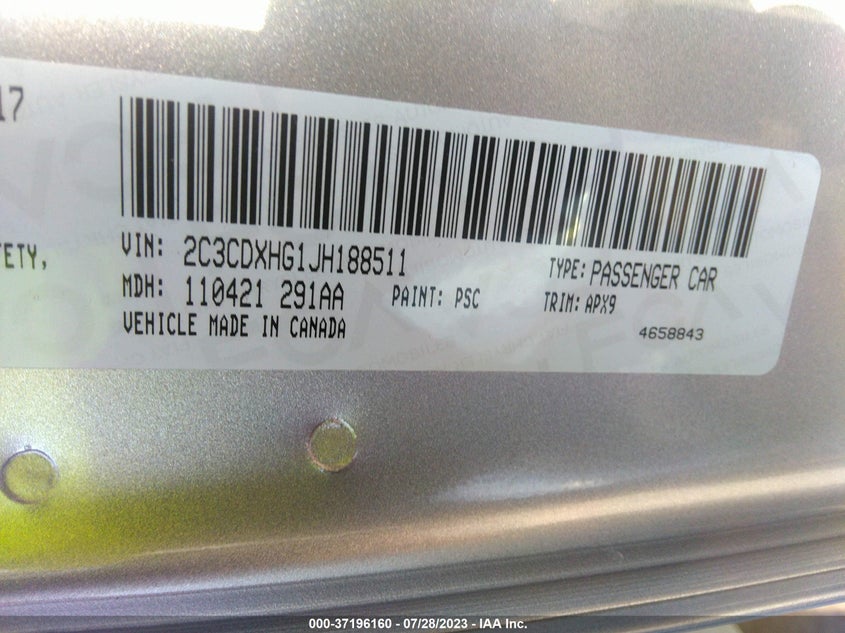 17
VIN: 2C3CDXHG1JH188511
TYPE: PASSENGER CAR
FETY,
MDH: 110421 291AA
PAINT: PSC
TRIM: APX9
VEHICLE MADE IN CANADA
4658843
000-37196160 - 07/28/2023 - IAA Inc.